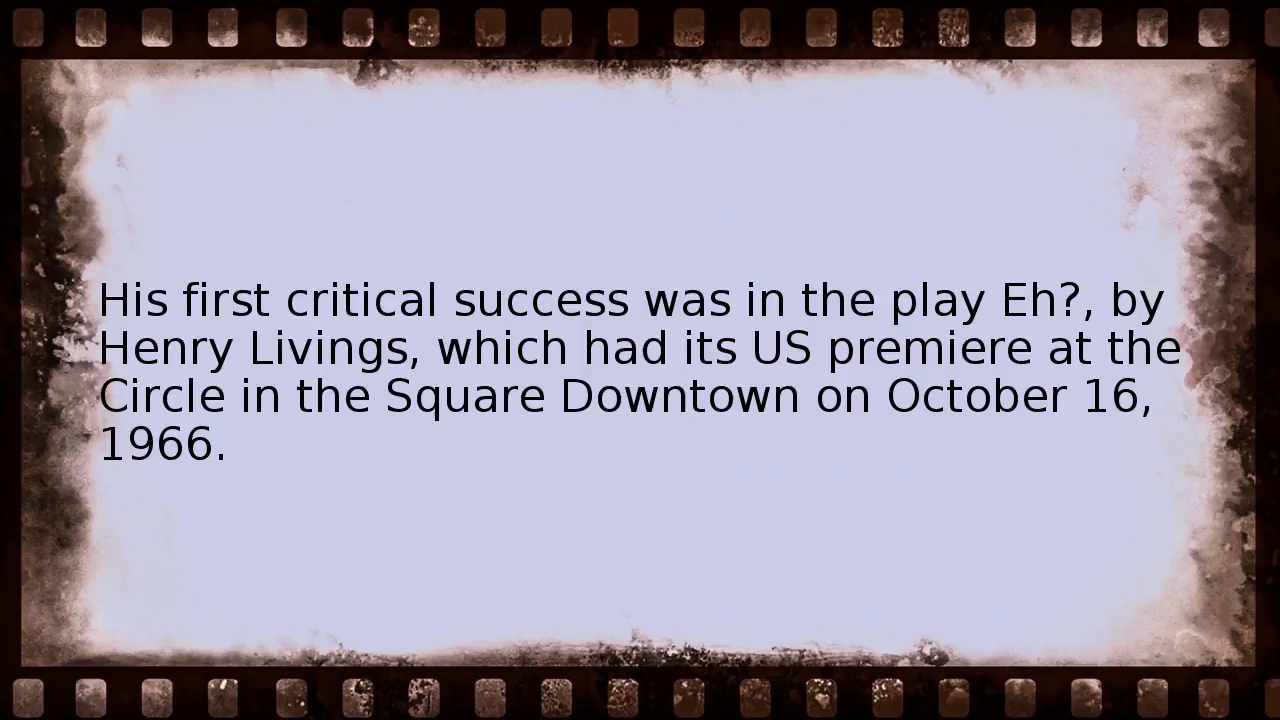 His first critical success was in the play Eh?, by
Henry Livings, which had its US premiere at the
Circle in the Square Downtown on October 16,
1966.